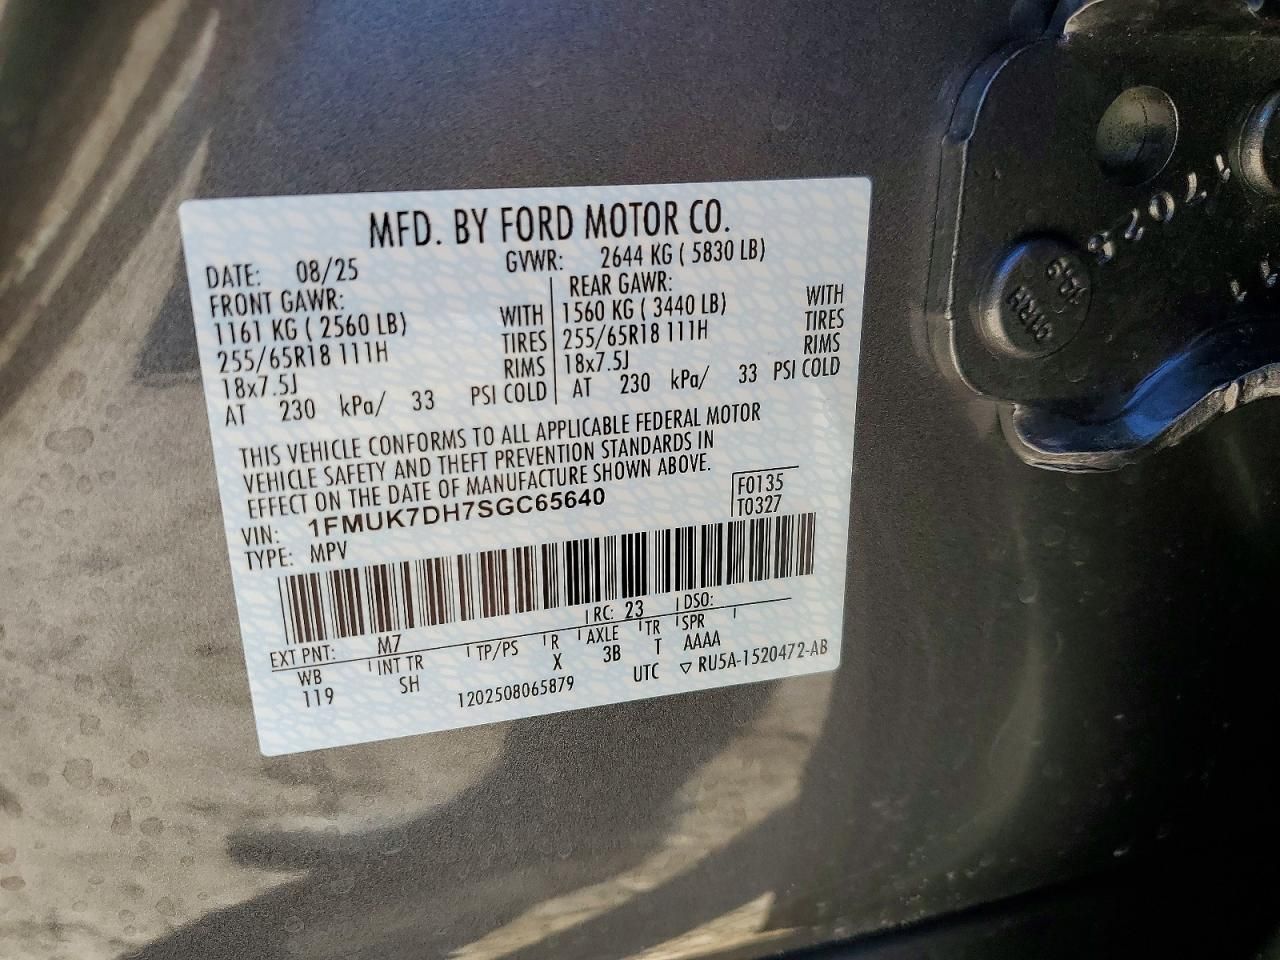 MFD. BY FORD MOTOR CO.
DATE: 08/25 GVWR: 2644 KG ( 5830 LB)
FRONT GAWR:
1161 KG ( 2560 LB) WITH
255/65R18 111H TIRES
18x7.5J RIMS
AT 230 kPa/ 33 PSI COLD
REAR GAWR:
1560 KG ( 3440 LB) WITH
255/65R18 111H TIRES
18x7.5J RIMS
AT 230 kPa/ 33 PSI COLD
THIS VEHICLE CONFORMS TO ALL APPLICABLE FEDERAL MOTOR
VEHICLE SAFETY AND THEFT PREVENTION STANDARDS IN
EFFECT ON THE DATE OF MANUFACTURE SHOWN ABOVE.
VIN: 1FMUK7DH7SGC65640
TYPE: MPV
F0135
T0327
EXT PNT: M7 RC: 23 DSO:
WB INT TR TP/PS R AXLE TR SPR
119 SH X 3B T AAAA
1202508065879 UTC ▽ RU5A-1520472-AB